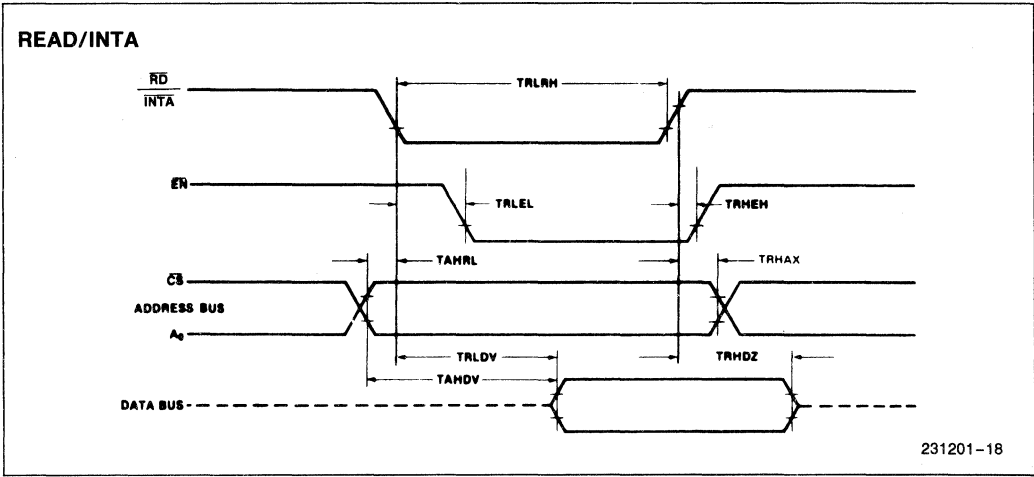 READ/INTA
RD
INTA
TRLRH
EN
TRLEL
TRHEH
TAHRL
TRHAX
CS
ADDRESS BUS
A₀
TRLDV
TRHDZ
TAHDV
DATA BUS
231201-18